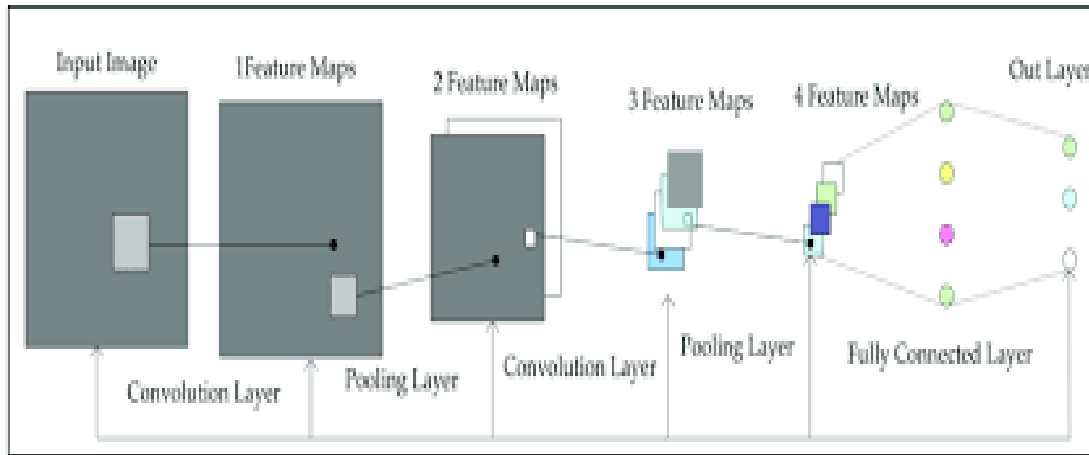 Input Image
1Feature Maps
2 Feature Maps
3 Feature Maps
4 Feature Maps
Out Layer
Convolution Layer
Pooling Layer
Convolution Layer
Pooling Layer
Fully Connected Layer